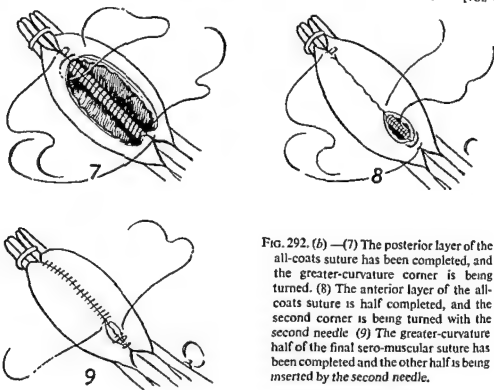 7
8
9
FIG. 292. (b) —(7) The posterior layer of the
all-coats suture has been completed, and
the greater-curvature corner is being
turned. (8) The anterior layer of the all-
coats suture is half completed, and the
second corner is being turned with the
second needle (9) The greater-curvature
half of the final sero-muscular suture has
been completed and the other half is being
inserted by the second needle.